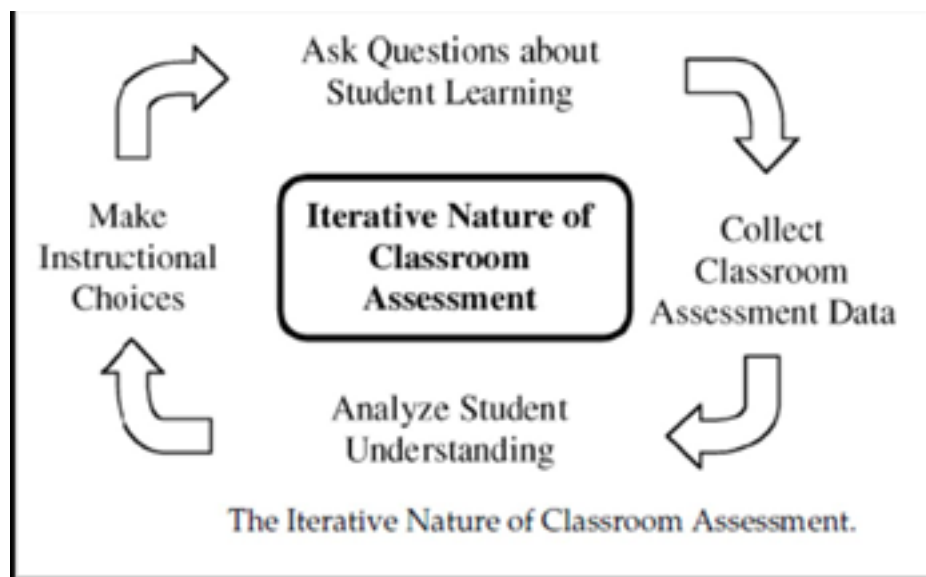 Ask Questions about
Student Learning
Make
Instructional
Choices
Iterative Nature of
Classroom
Assessment
Collect
Classroom
Assessment Data
Analyze Student
Understanding
The Iterative Nature of Classroom Assessment.